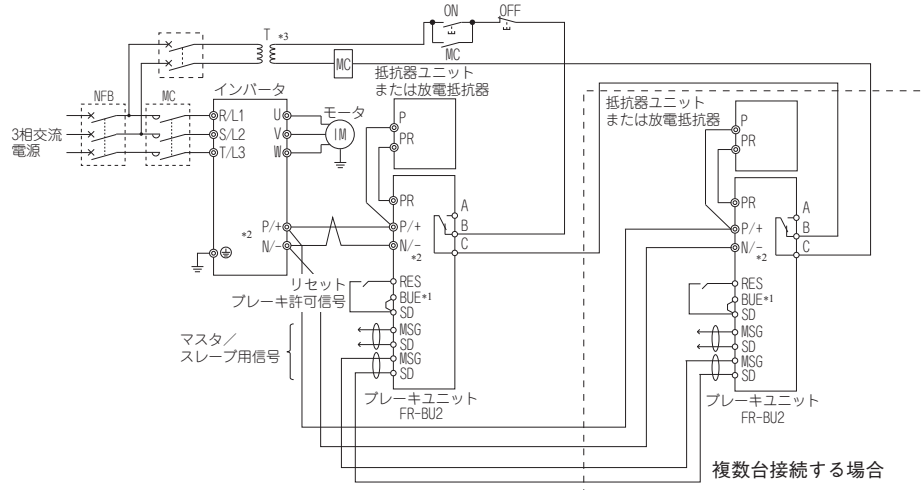 ON
OFF
T *3
MC
MC
抵抗器ユニット
または放電抵抗器
抵抗器ユニット
または放電抵抗器
NFB
MC
インバータ
モータ
3相交流
電源
R/L1
S/L2
T/L3
U
V
W
IM
P
PR
P
PR
PR
A
B
C
PR
A
B
C
P/+
N/-
*2
P/+
N/-
*2
P/+
N/-
*2
リセット
ブレーキ許可信号
RES
BUE*1
SD
MSG
SD
MSG
SD
RES
BUE*1
SD
MSG
SD
MSG
SD
マスタ／
スレーブ用信号
ブレーキユニット
FR-BU2
ブレーキユニット
FR-BU2
複数台接続する場合